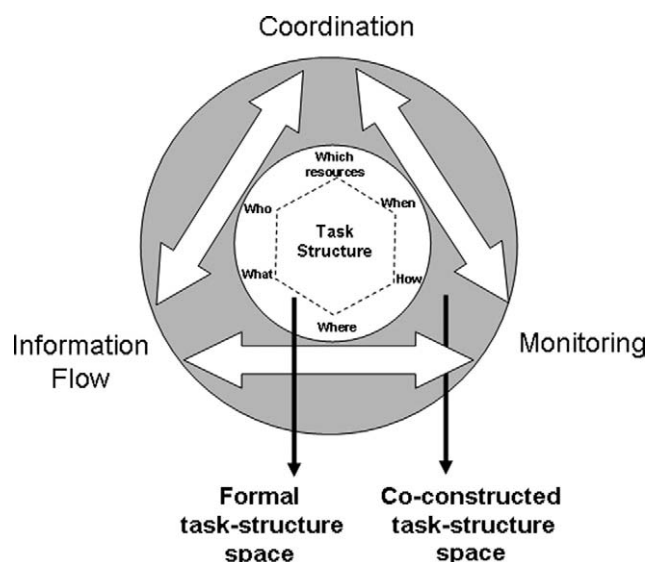 Coordination
Which
resources
Who
When
Task
Structure
What
How
Where
Information
Flow
Monitoring
Formal
task-structure
space
Co-constructed
task-structure
space